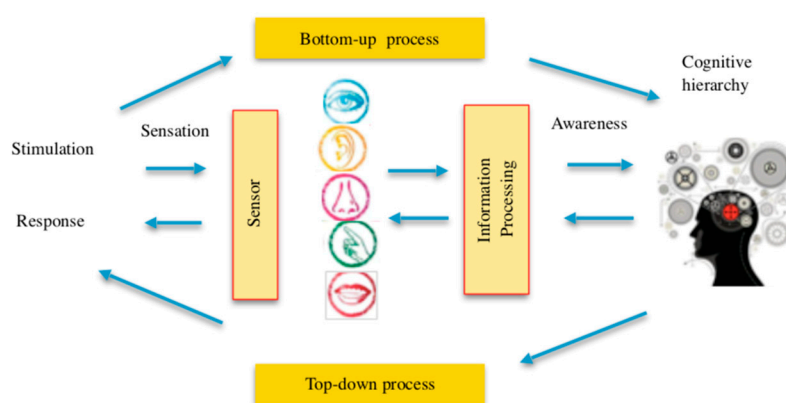 Bottom-up process
Cognitive
hierarchy
Sensation
Awareness
Stimulation
Response
Sensor
Information
Processing
Top-down process